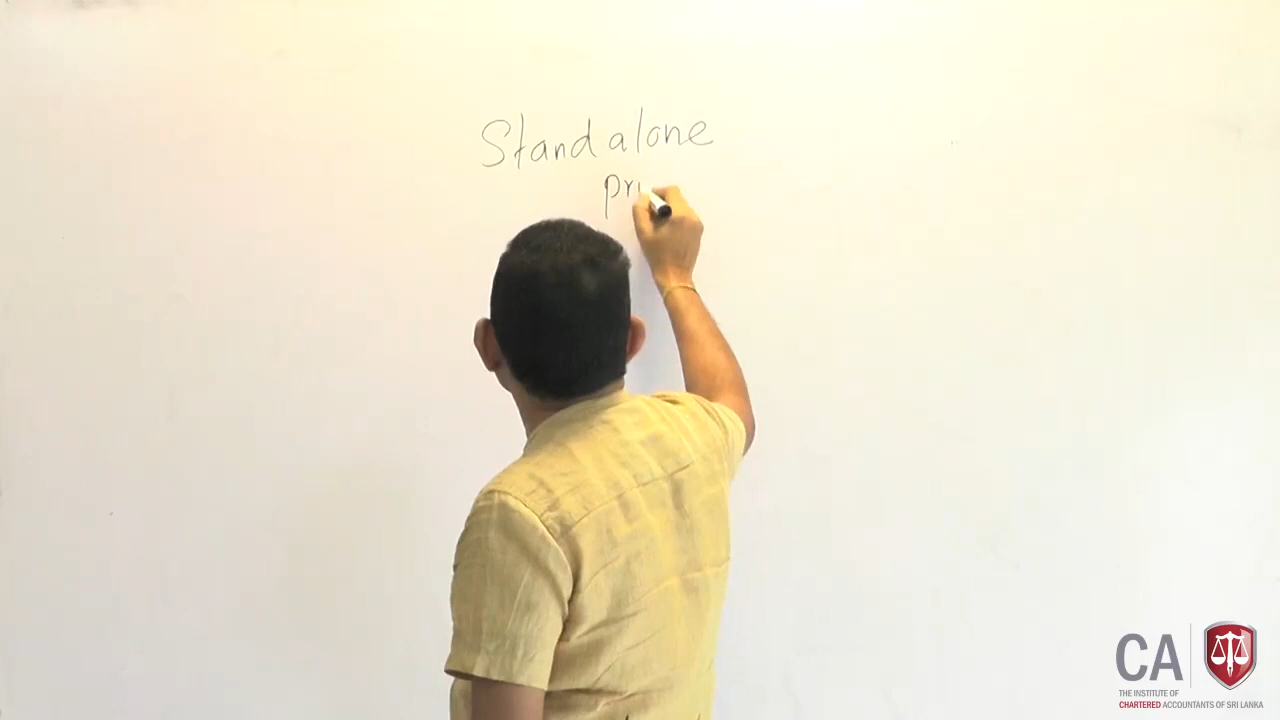 Stand alone
pri
CA
THE INSTITUTE OF
CHARTERED ACCOUNTANTS OF SRI LANKA